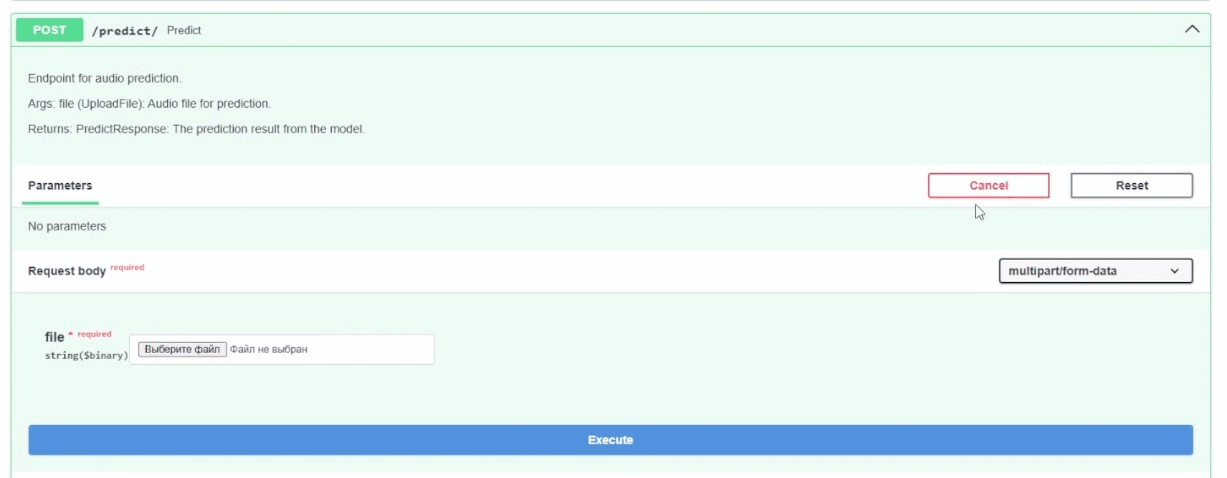 POST /predict/ Predict
Endpoint for audio prediction.
Args: file (UploadFile): Audio file for prediction.
Returns: PredictResponse: The prediction result from the model.
Parameters Cancel Reset
No parameters
Request body required multipart/form-data
file * required
string($binary) Выберите файл Файл не выбран
Execute